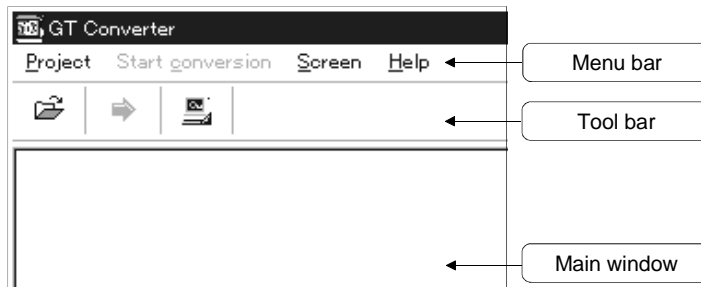 GT Converter
Project Start conversion Screen Help
Menu bar
Tool bar
Main window